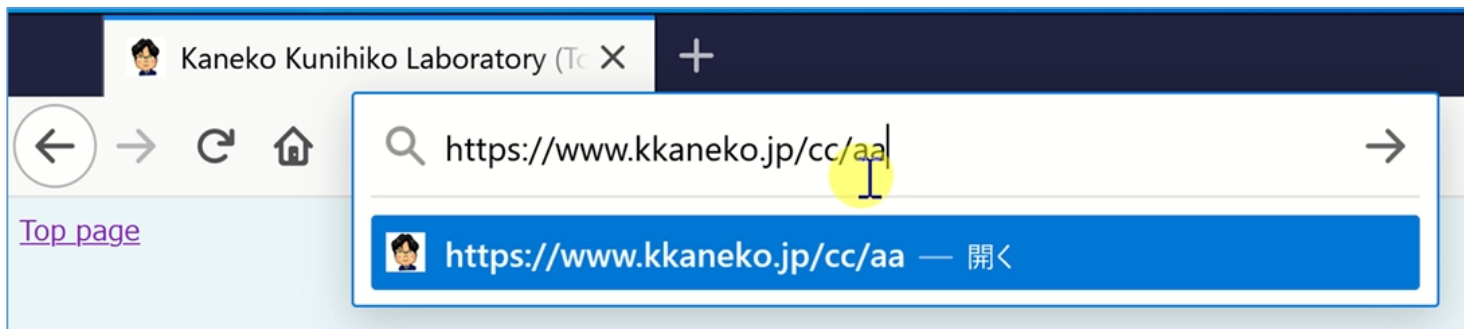 Kaneko Kunihiko Laboratory (To
https://www.kkaneko.jp/cc/aa
Top page
https://www.kkaneko.jp/cc/aa — 開く